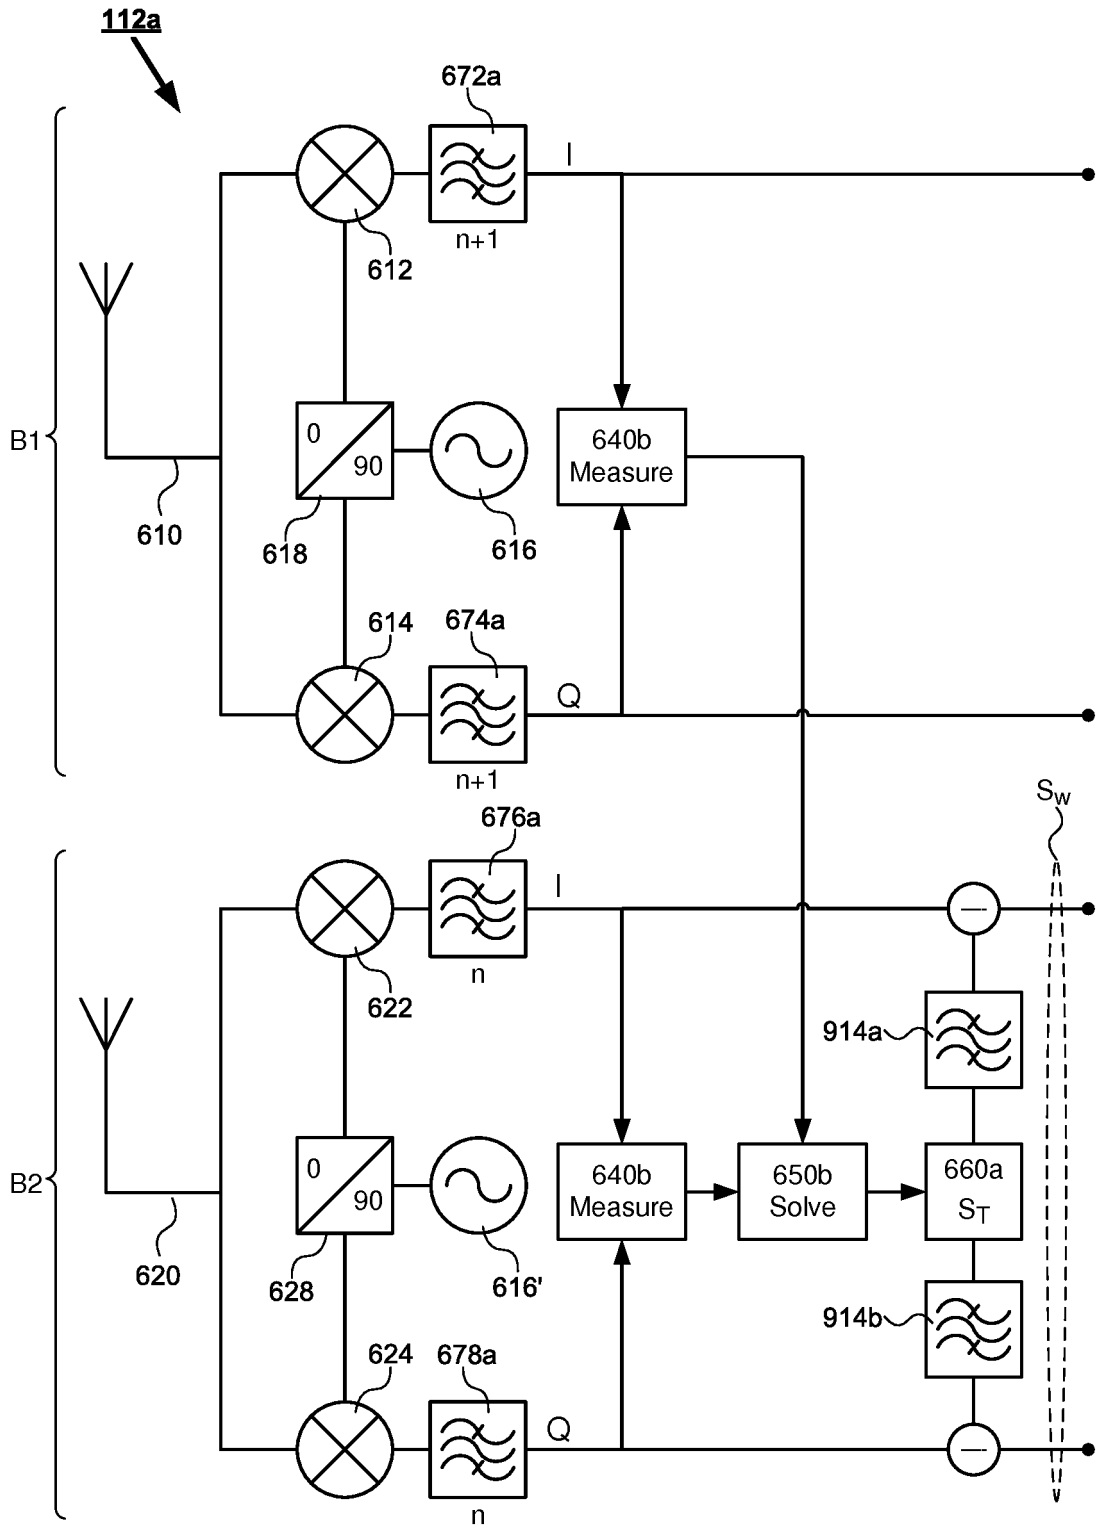 112a
672a
I
n+1
612
B1
0
90
640b
Measure
610
618
616
614
674a
Q
n+1
676a
SW
I
n
622
914a
B2
0
90
640b
Measure
650b
Solve
660a
ST
620
628
616'
914b
624
678a
Q
n